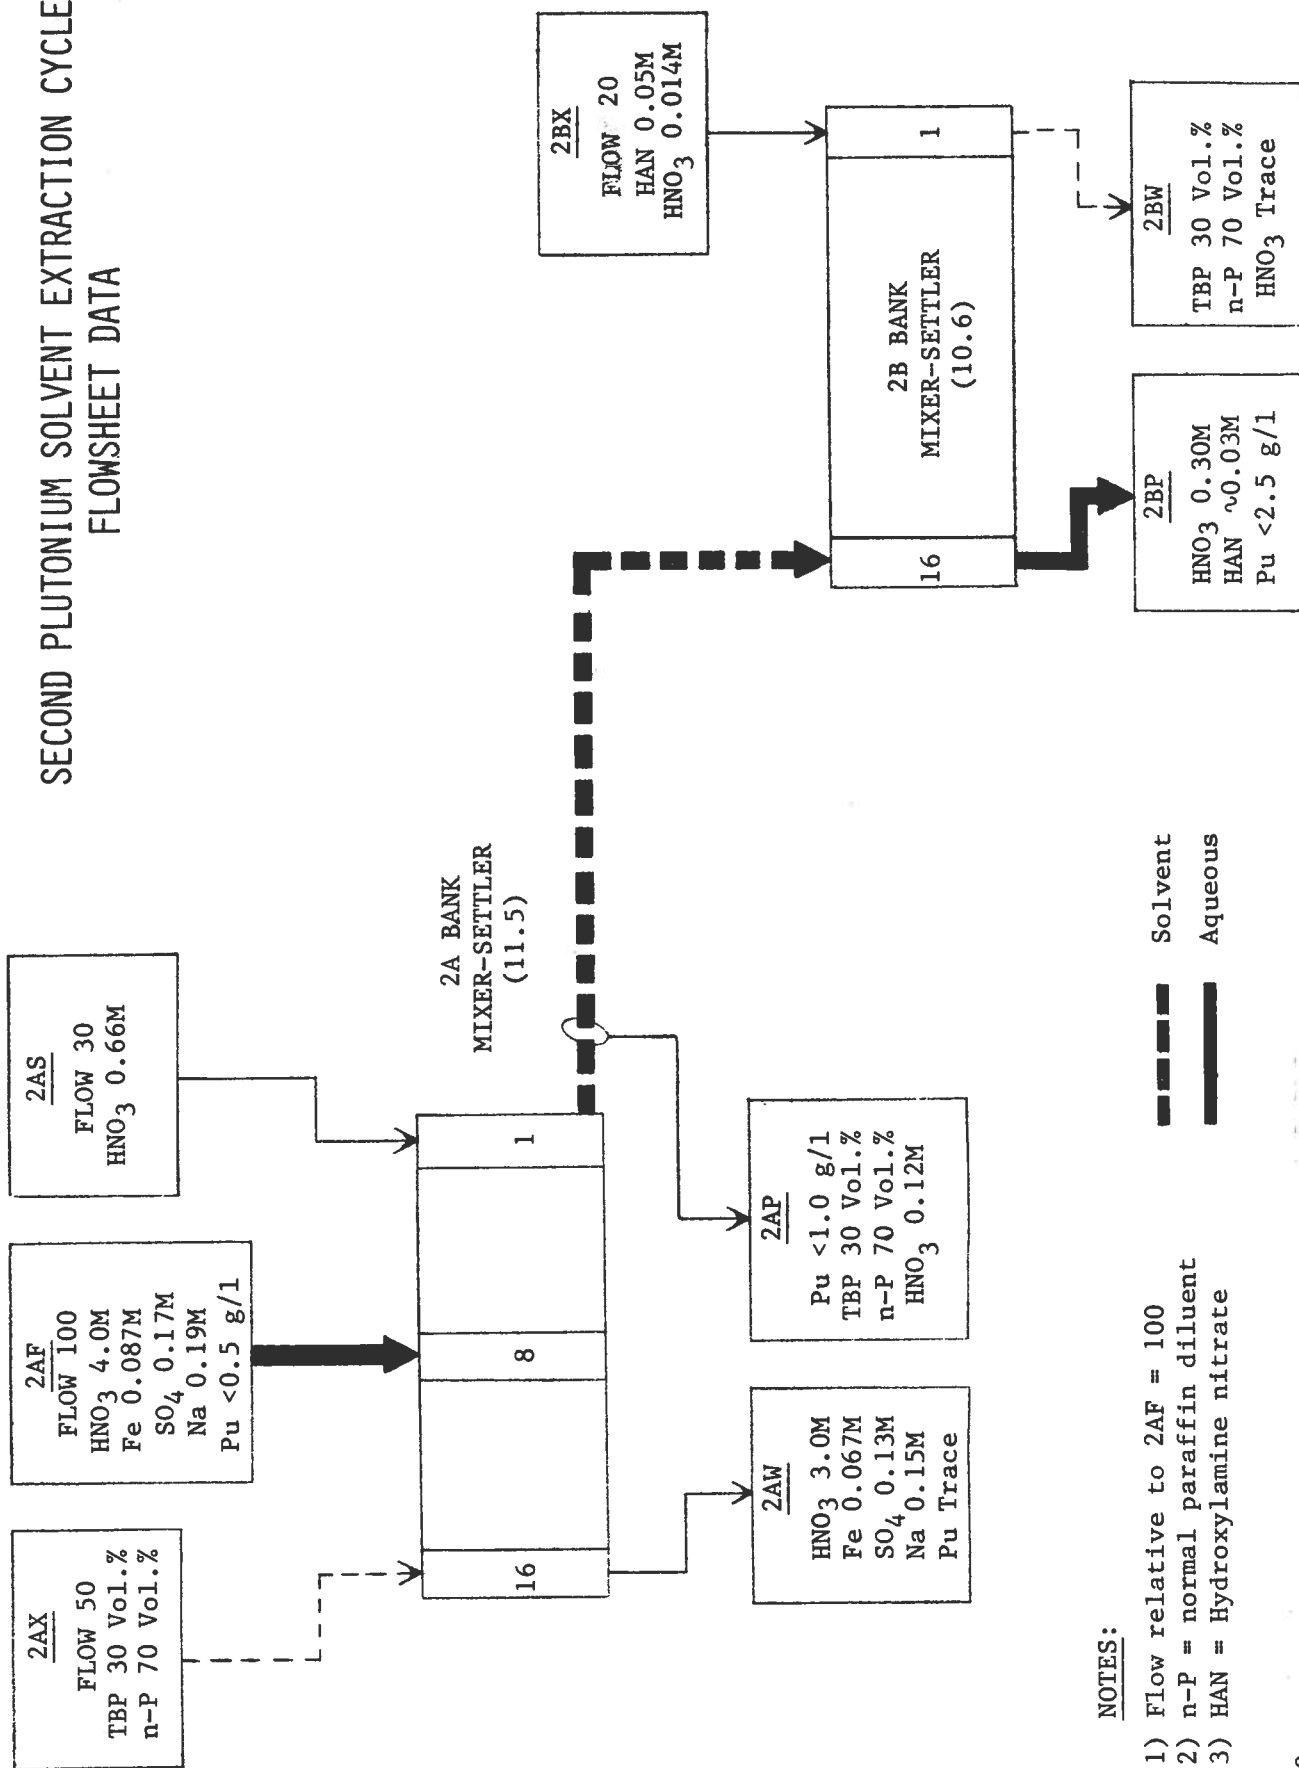 SECOND PLUTONIUM SOLVENT EXTRACTION CYCLE
FLOWSHEET DATA
2AX
FLOW 50
TBP 30 Vol.%
n-P 70 Vol.%
2AF
FLOW 100
HNO3 4.0M
Fe 0.087M
SO4 0.17M
Na 0.19M
Pu <0.5 g/l
2AS
FLOW 30
HNO3 0.66M
16
8
1
2A BANK
MIXER-SETTLER
(11.5)
2AW
HNO3 3.0M
Fe 0.067M
SO4 0.13M
Na 0.15M
Pu Trace
2AP
Pu <1.0 g/l
TBP 30 Vol.%
n-P 70 Vol.%
HNO3 0.12M
2BX
FLOW 20
HAN 0.05M
HNO3 0.014M
16
2B BANK
MIXER-SETTLER
(10.6)
1
2BP
HNO3 0.30M
HAN ~0.03M
Pu <2.5 g/l
2BW
TBP 30 Vol.%
n-P 70 Vol.%
HNO3 Trace
NOTES:
1) Flow relative to 2AF = 100
2) n-P = normal paraffin diluent
3) HAN = Hydroxylamine nitrate
Solvent
Aqueous